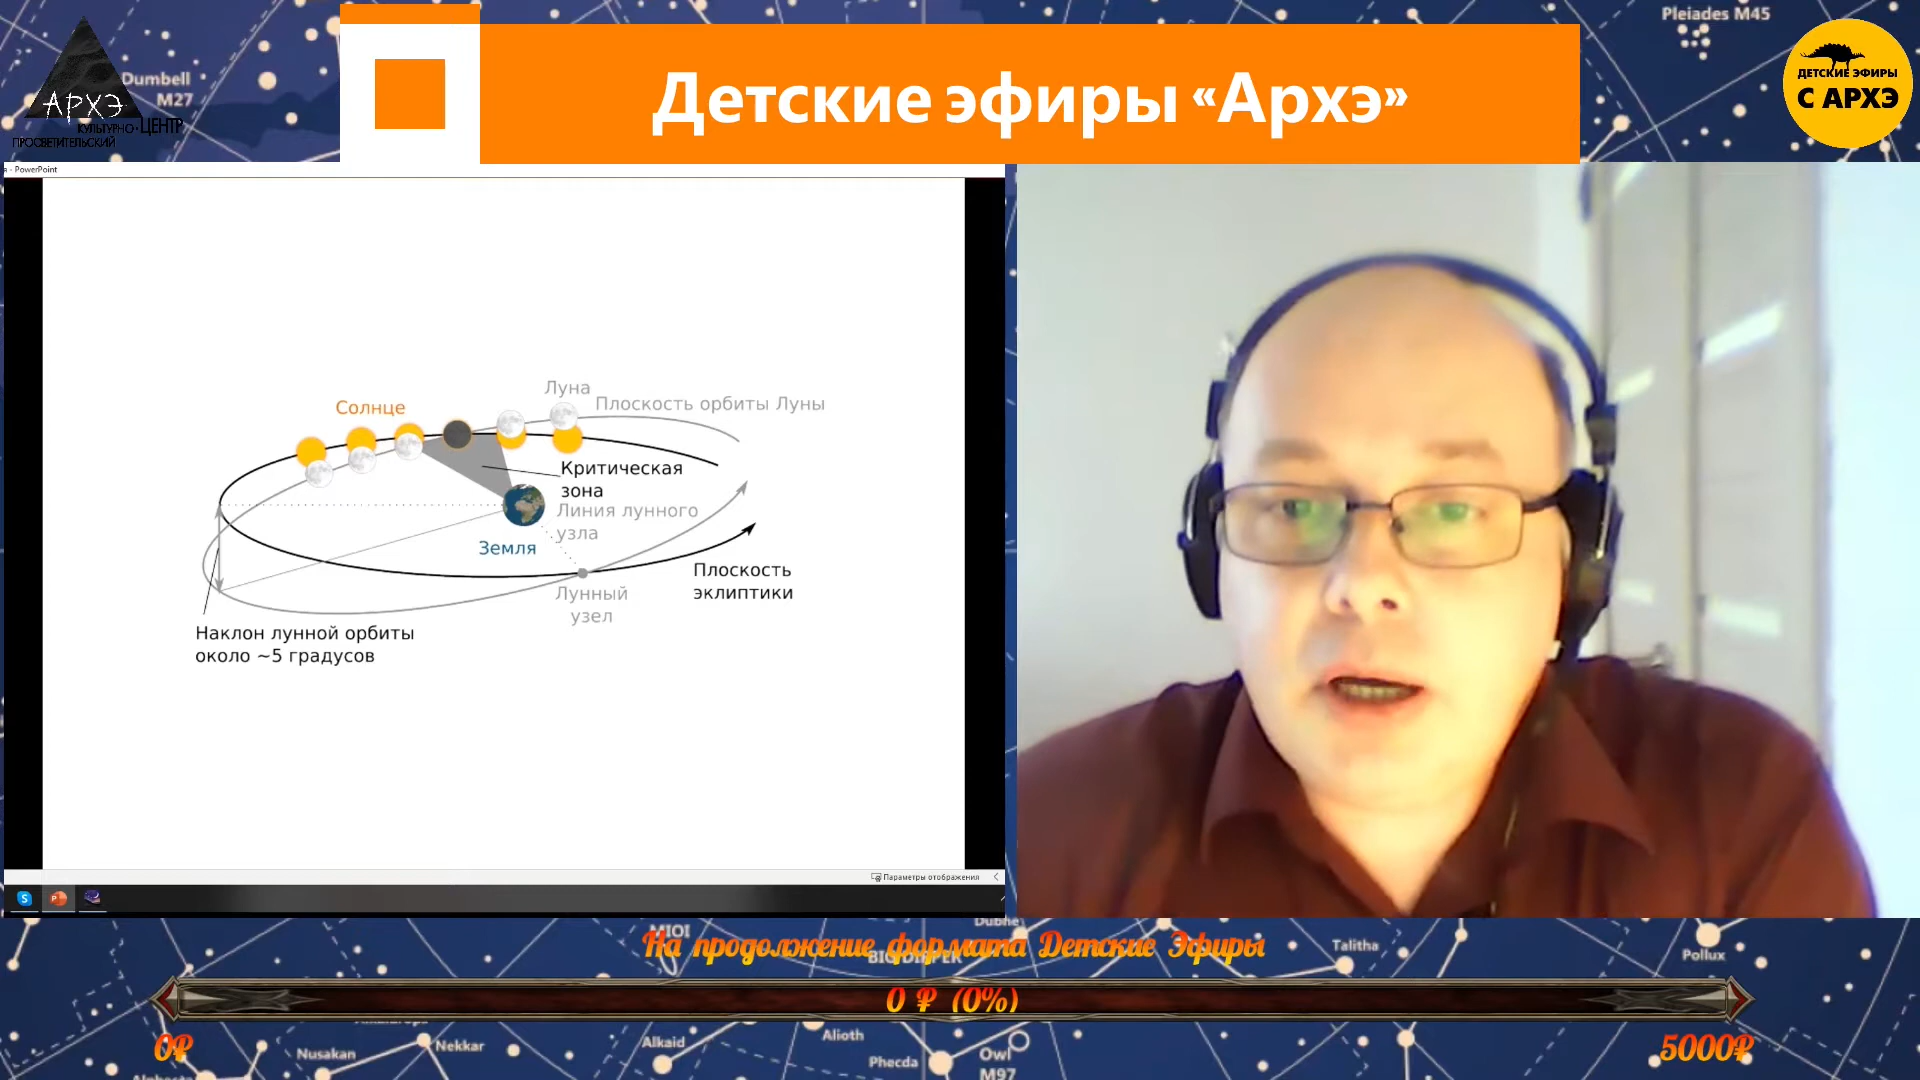 Pleiades M45
Dumbell
M27
АРХЭ
КУЛЬТУРНО-ЦЕНТР
ПРОСВЕТИТЕЛЬСКИЙ
Детские эфиры «Архэ»
ДЕТСКИЕ ЭФИРЫ
С АРХЭ
- PowerPoint
Луна
Солнце
Плоскость орбиты Луны
Критическая
зона
Линия лунного
узла
Земля
Плоскость
эклиптики
Лунный
узел
Наклон лунной орбиты
около ~5 градусов
Параметры отображения
Dubhe
На продолжение формата Детские Эфиры
Talitha
Pollux
0 ₽ (0%)
0₽
5000₽
Nusakan
Nekkar
Alkaid
Alioth
Phecda
Owl
M97